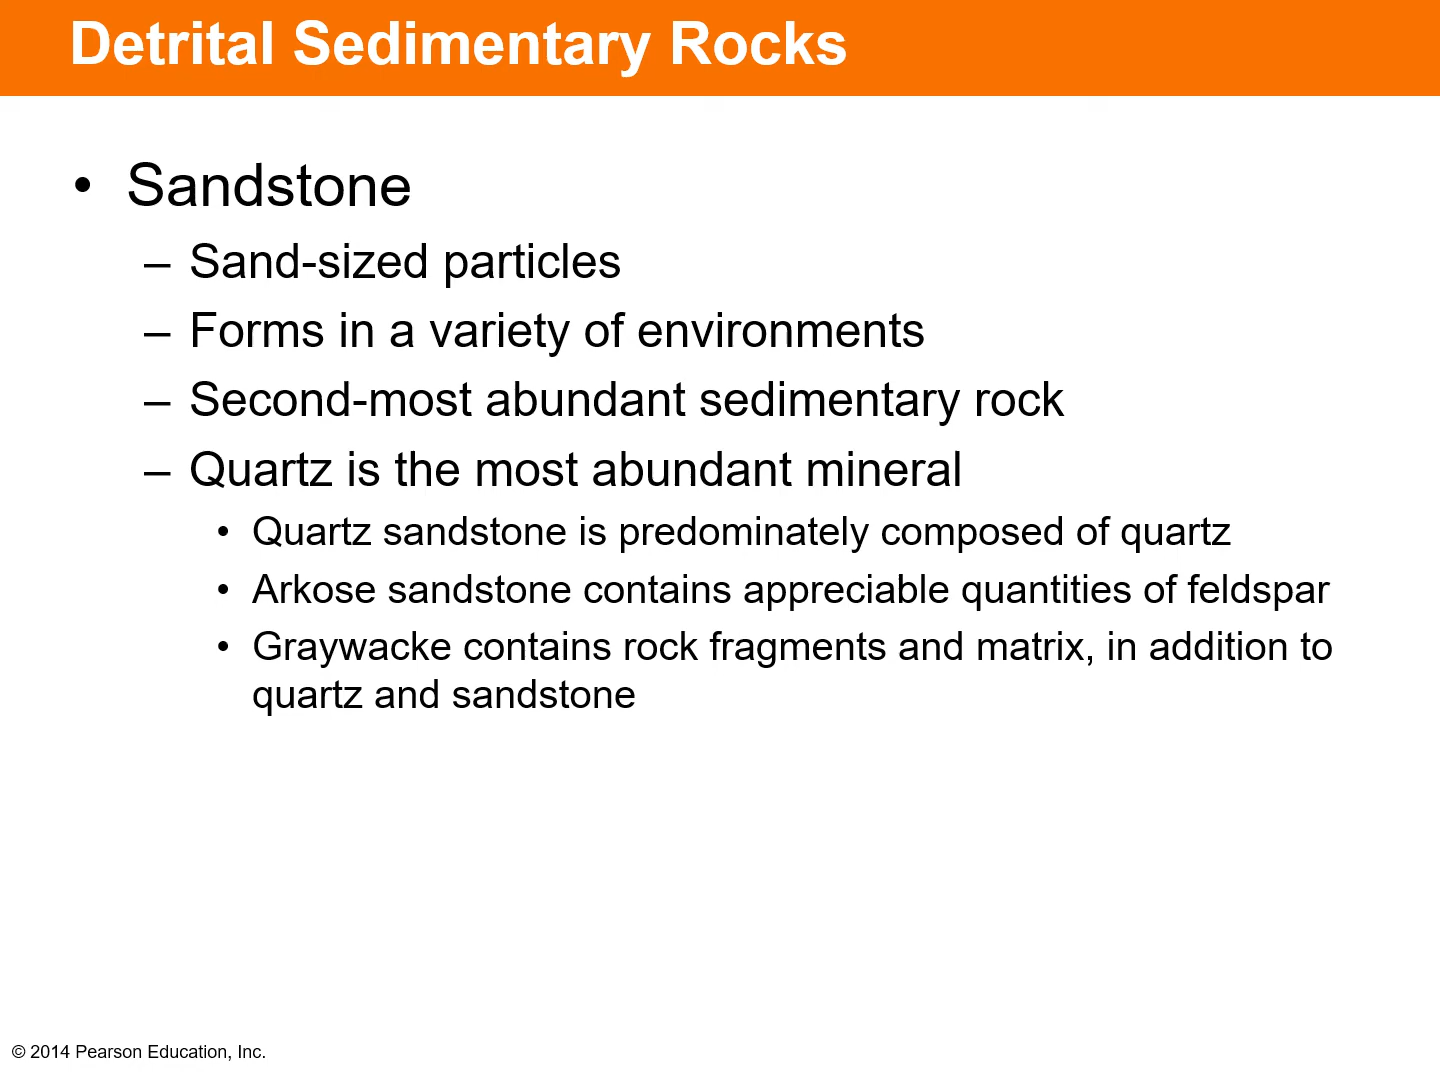 Detrital Sedimentary Rocks
• Sandstone
– Sand-sized particles
– Forms in a variety of environments
– Second-most abundant sedimentary rock
– Quartz is the most abundant mineral
• Quartz sandstone is predominately composed of quartz
• Arkose sandstone contains appreciable quantities of feldspar
• Graywacke contains rock fragments and matrix, in addition to
quartz and sandstone
© 2014 Pearson Education, Inc.